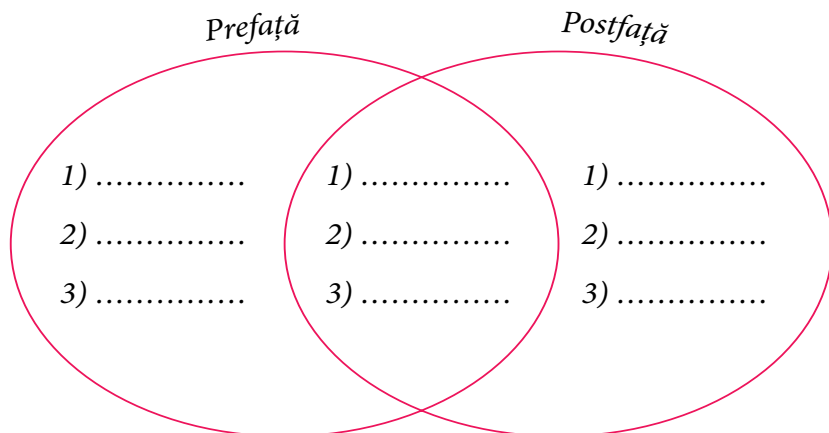 Prefață Postfață
1) ............... 1) ............... 1) ...............
2) ............... 2) ............... 2) ...............
3) ............... 3) ............... 3) ...............